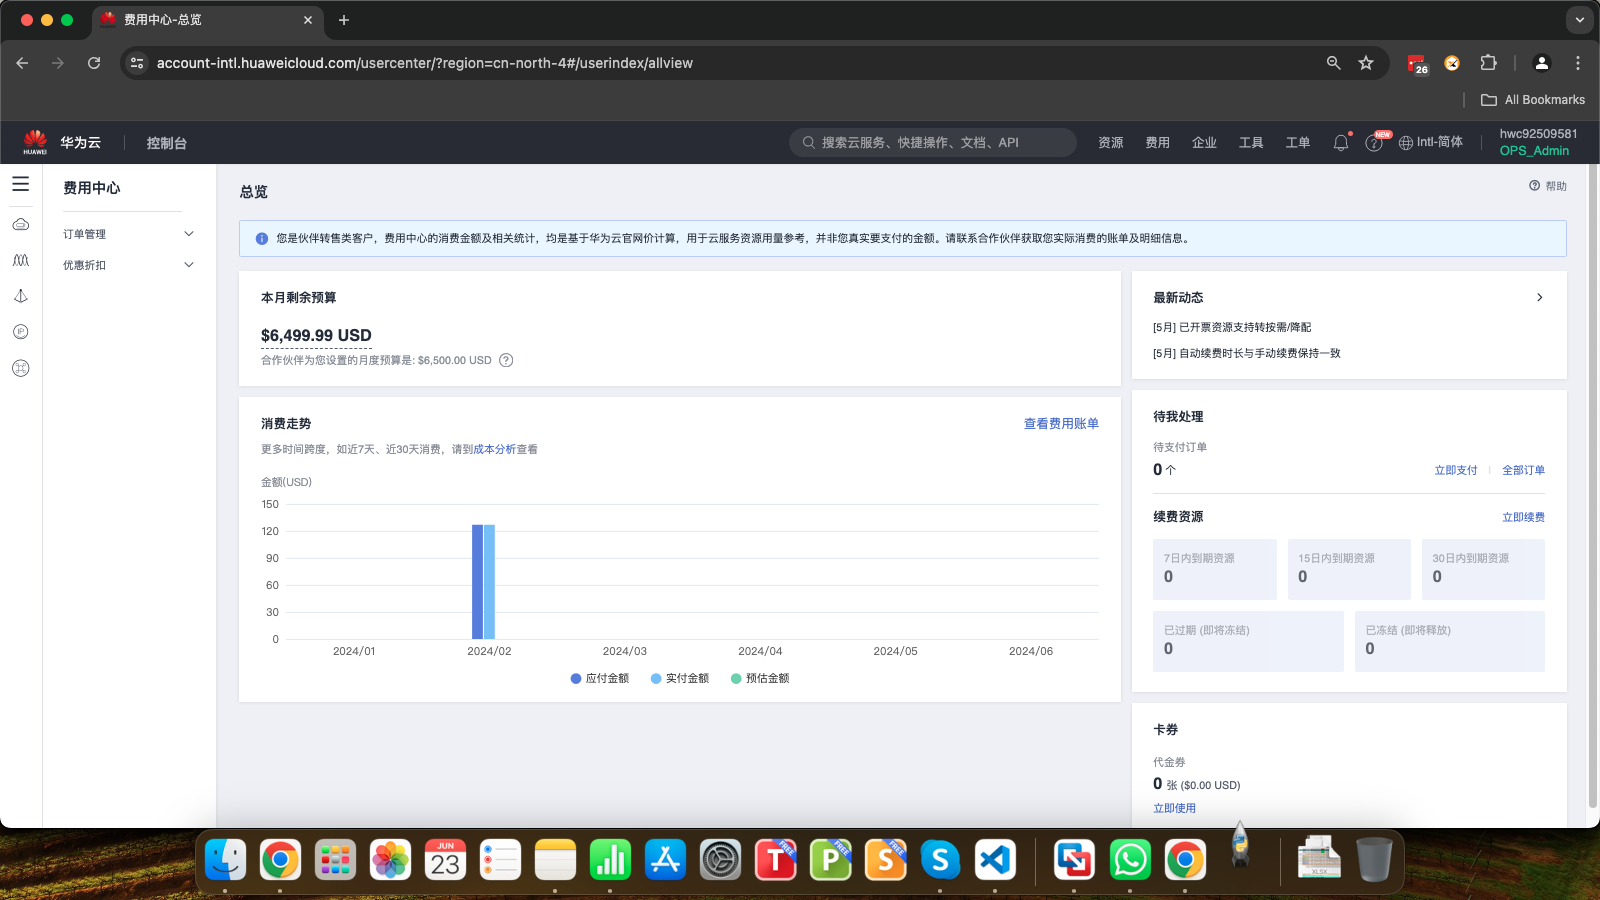 费用中心-总览
account-intl.huaweicloud.com/usercenter/?region=cn-north-4#/userindex/allview
26
All Bookmarks
HUAWEI
华为云
控制台
搜索云服务、快捷操作、文档、API
资源
费用
企业
工具
工单
NEW
Intl-简体
hwc92509581
OPS_Admin
费用中心
订单管理
优惠折扣
IP
总览
帮助
您是伙伴转售类客户，费用中心的消费金额及相关统计，均是基于华为云官网价计算，用于云服务资源用量参考，并非您真实要支付的金额。请联系合作伙伴获取您实际消费的账单及明细信息。
本月剩余预算
$6,499.99 USD
合作伙伴为您设置的月度预算是: $6,500.00 USD
最新动态
[5月] 已开票资源支持转按需/降配
[5月] 自动续费时长与手动续费保持一致
消费走势
查看费用账单
更多时间跨度，如近7天、近30天消费，请到成本分析查看
金额(USD)
150
120
90
60
30
0
2024/01
2024/02
2024/03
2024/04
2024/05
2024/06
应付金额
实付金额
预估金额
待我处理
待支付订单
0 个
立即支付
全部订单
续费资源
立即续费
7日内到期资源
0
15日内到期资源
0
30日内到期资源
0
已过期 (即将冻结)
0
已冻结 (即将释放)
0
卡券
代金券
0 张 ($0.00 USD)
立即使用
JUN
23
T
FREE
P
FREE
S
FREE
S
XLSX